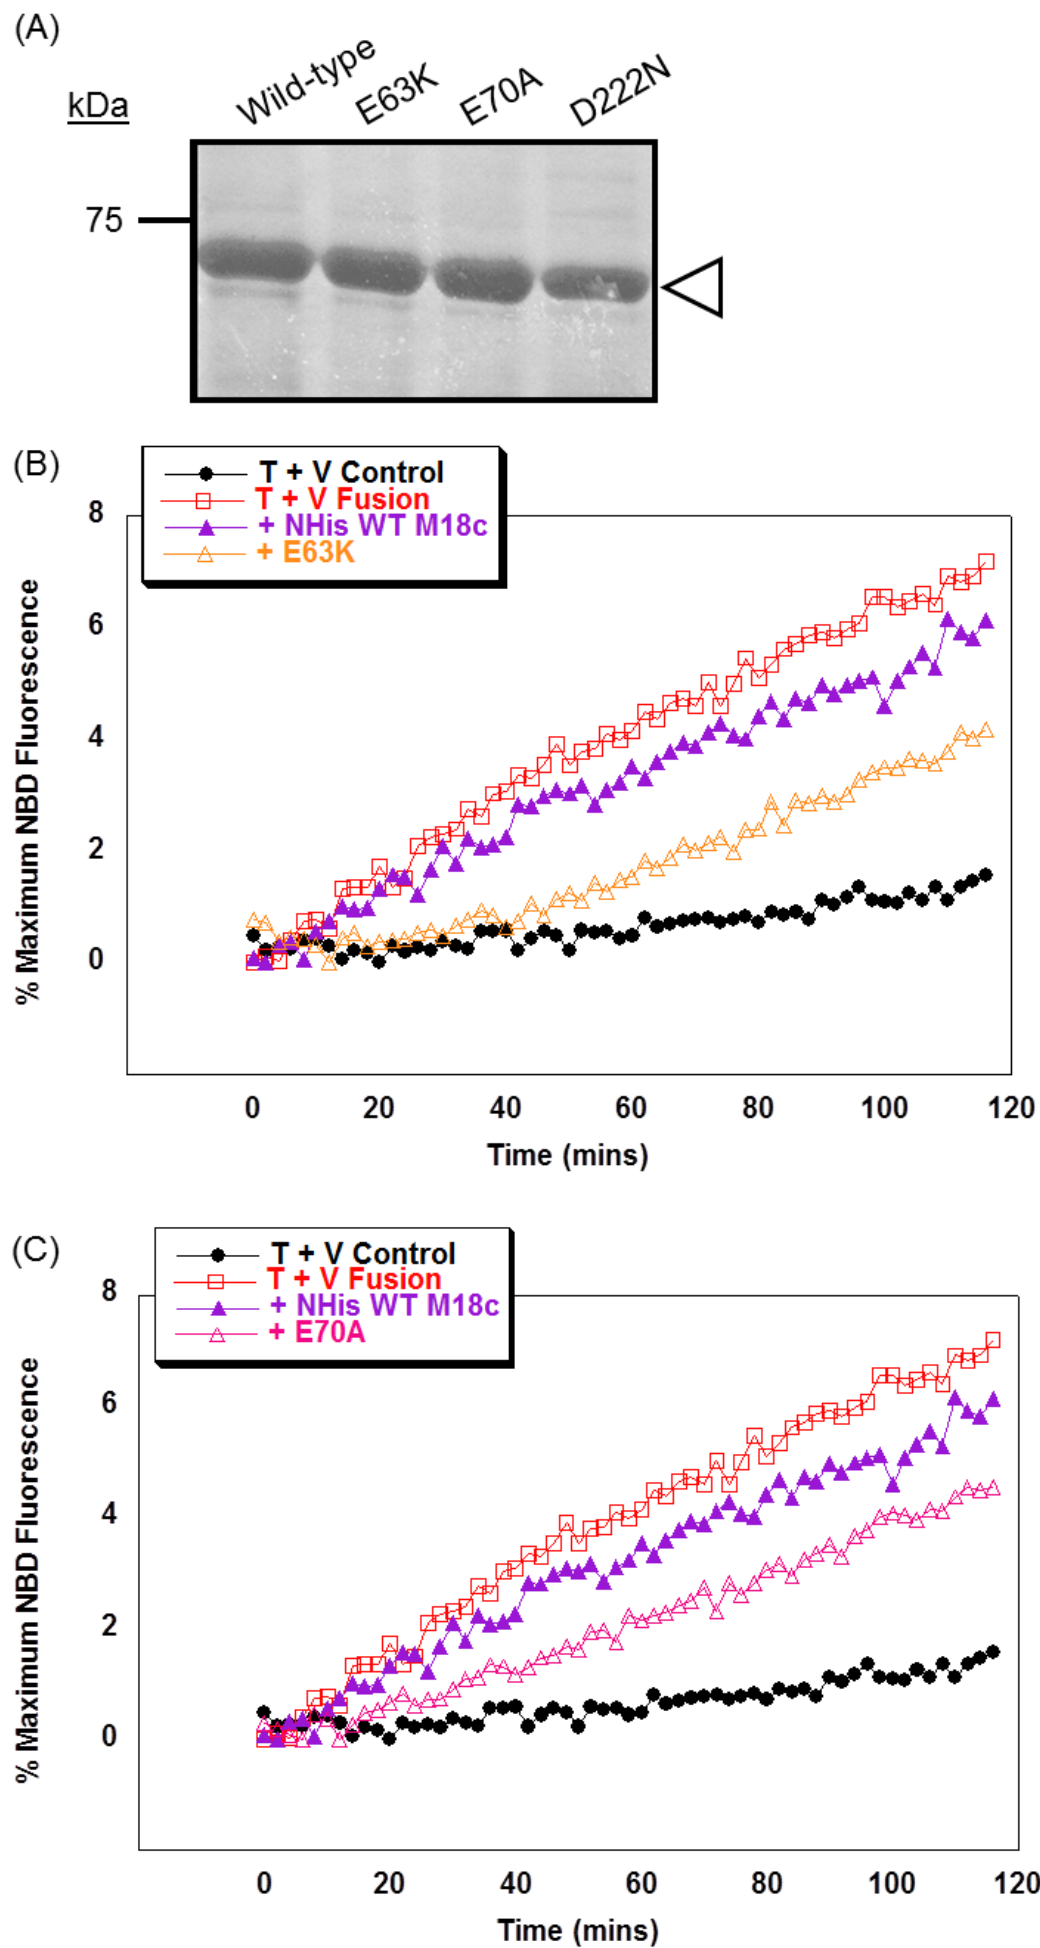 (A)
kDa
Wild-type E63K E70A D222N
75
(B)
T + V Control
T + V Fusion
+ NHis WT M18c
+ E63K
8
6
4
2
0
% Maximum NBD Fluorescence
0 20 40 60 80 100 120
Time (mins)
(C)
T + V Control
T + V Fusion
+ NHis WT M18c
+ E70A
8
6
4
2
0
% Maximum NBD Fluorescence
0 20 40 60 80 100 120
Time (mins)